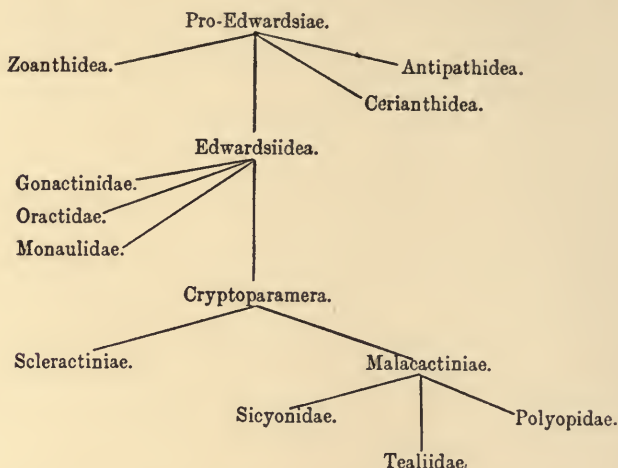 Pro-Edwardsiae.
Zoanthidea.
Antipathidea.
Cerianthidea.
Edwardsiidea.
Gonactinidae.
Oractidae.
Monaulidae.
Cryptoparamera.
Scleractiniae.
Malacactiniae.
Sicyonidae.
Polyopidae.
Tealiidae.